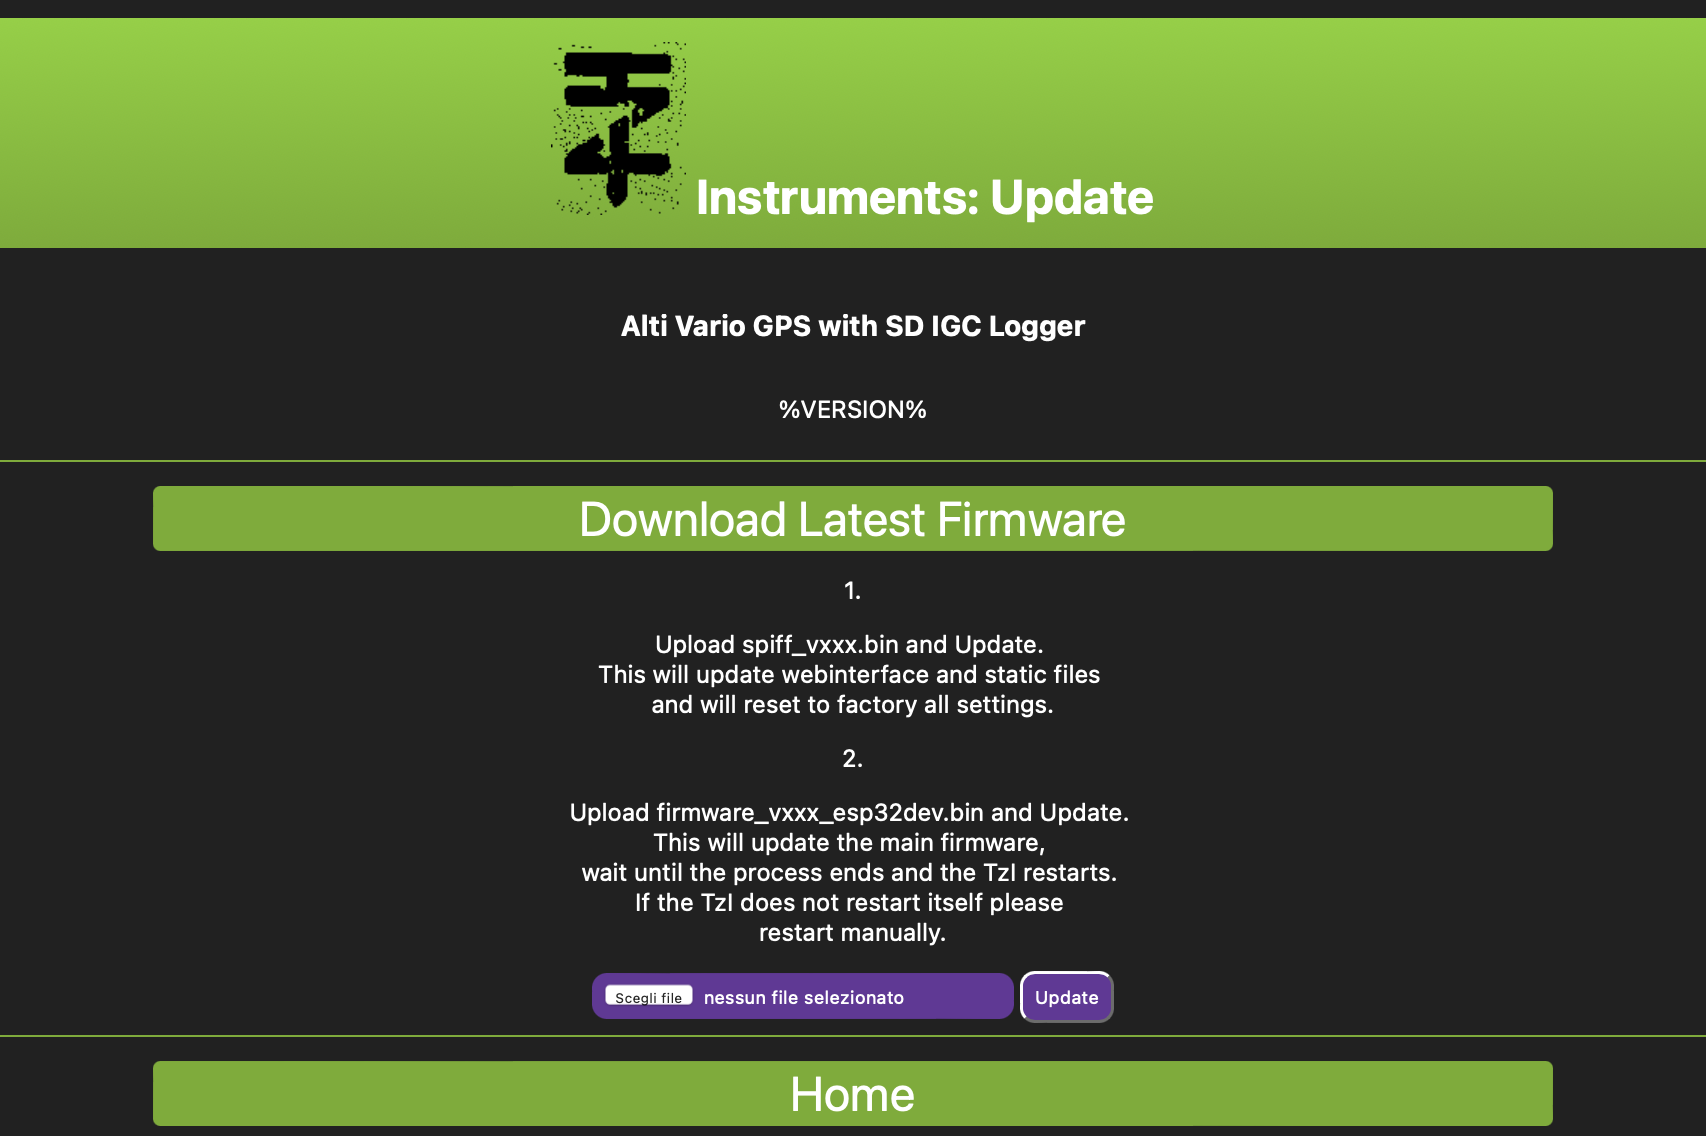 Instruments: Update
Alti Vario GPS with SD IGC Logger
%VERSION%
Download Latest Firmware
1.
Upload spiff_vxxx.bin and Update.
This will update webinterface and static files
and will reset to factory all settings.
2.
Upload firmware_vxxx_esp32dev.bin and Update.
This will update the main firmware,
wait until the process ends and the TzI restarts.
If the TzI does not restart itself please
restart manually.
Scegli file nessun file selezionato Update
Home